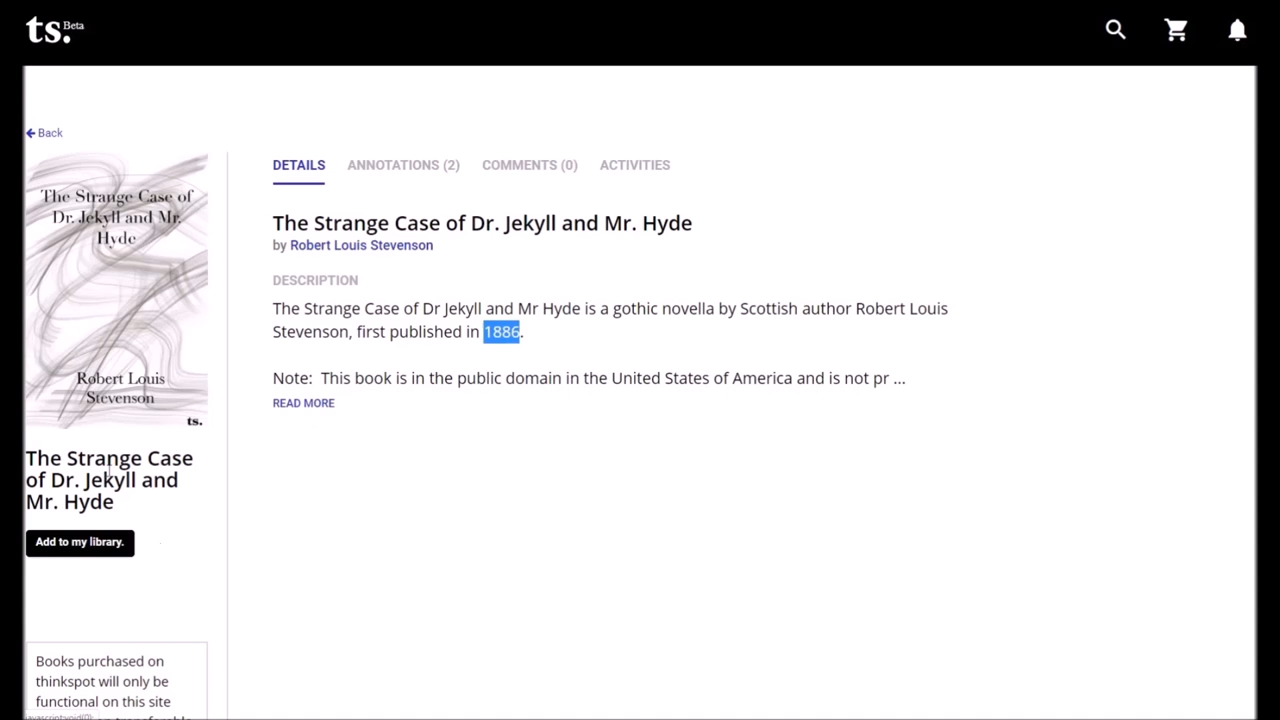 ts. Beta
Back
The Strange Case of
Dr. Jekyll and Mr.
Hyde
Robert Louis
Stevenson
ts.
The Strange Case
of Dr. Jekyll and
Mr. Hyde
Add to my library.
Books purchased on
thinkspot will only be
functional on this site
DETAILS ANNOTATIONS (2) COMMENTS (0) ACTIVITIES
The Strange Case of Dr. Jekyll and Mr. Hyde
by Robert Louis Stevenson
DESCRIPTION
The Strange Case of Dr Jekyll and Mr Hyde is a gothic novella by Scottish author Robert Louis
Stevenson, first published in 1886.
Note:  This book is in the public domain in the United States of America and is not pr ...
READ MORE